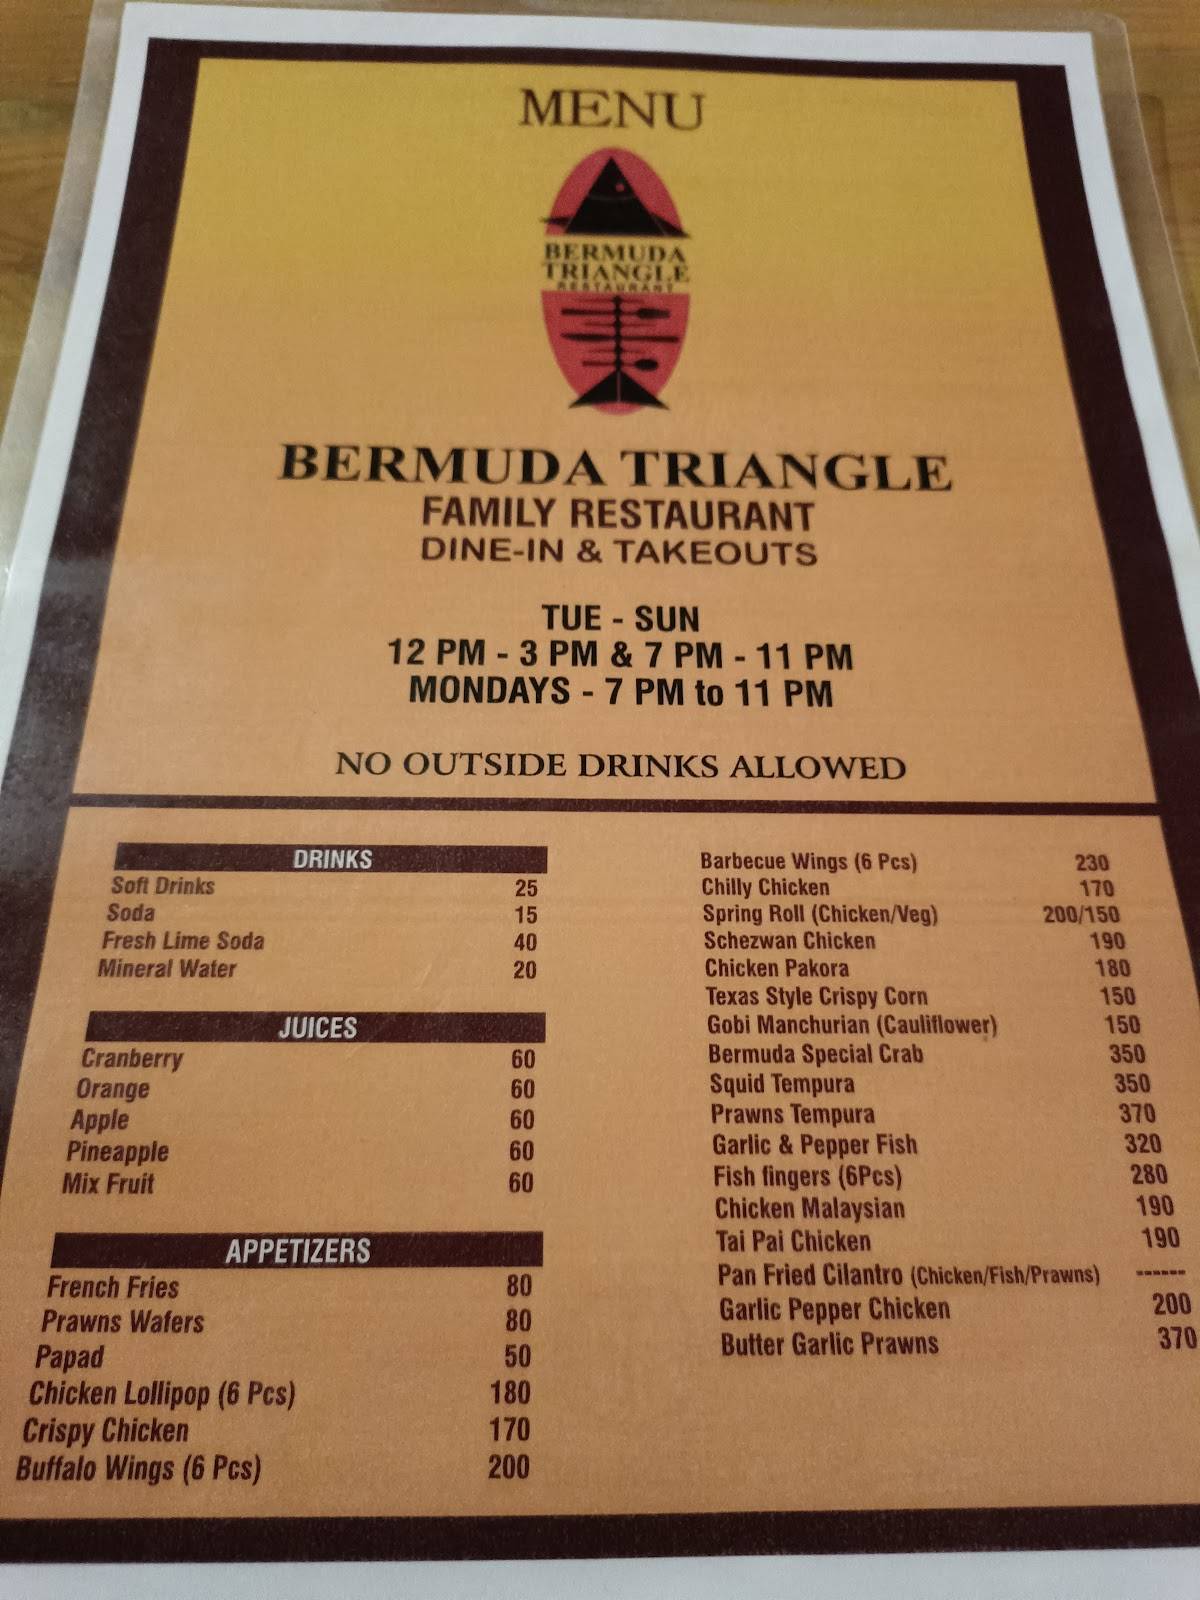 MENU
BERMUDA
TRIANGLE
RESTAURANT
BERMUDA TRIANGLE
FAMILY RESTAURANT
DINE-IN & TAKEOUTS
TUE - SUN
12 PM - 3 PM & 7 PM - 11 PM
MONDAYS - 7 PM to 11 PM
NO OUTSIDE DRINKS ALLOWED
DRINKS
Soft Drinks 25
Soda 15
Fresh Lime Soda 40
Mineral Water 20
JUICES
Cranberry 60
Orange 60
Apple 60
Pineapple 60
Mix Fruit 60
APPETIZERS
French Fries 80
Prawns Wafers 80
Papad 50
Chicken Lollipop (6 Pcs) 180
Crispy Chicken 170
Buffalo Wings (6 Pcs) 200
Barbecue Wings (6 Pcs) 230
Chilly Chicken 170
Spring Roll (Chicken/Veg) 200/150
Schezwan Chicken 190
Chicken Pakora 180
Texas Style Crispy Corn 150
Gobi Manchurian (Cauliflower) 150
Bermuda Special Crab 350
Squid Tempura 350
Prawns Tempura 370
Garlic & Pepper Fish 320
Fish fingers (6Pcs) 280
Chicken Malaysian 190
Tai Pai Chicken 190
Pan Fried Cilantro (Chicken/Fish/Prawns) ------
Garlic Pepper Chicken 200
Butter Garlic Prawns 370